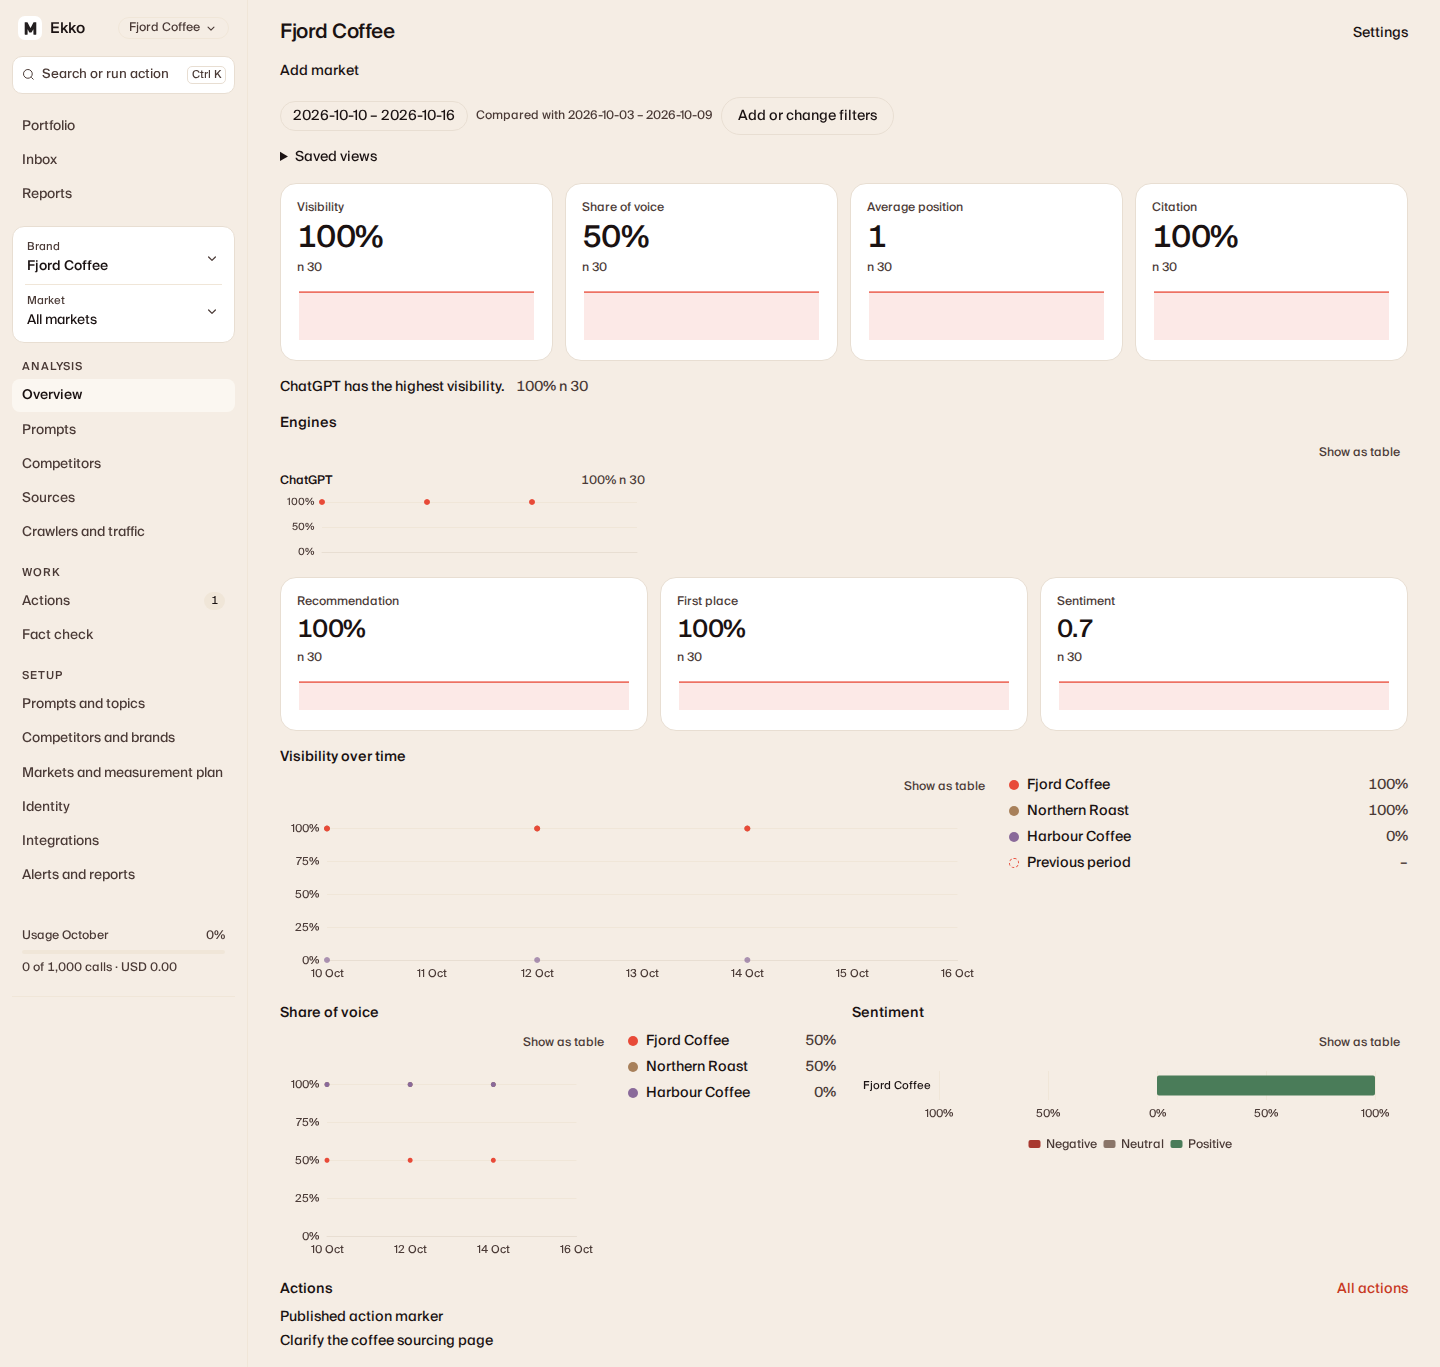 Ekko
Fjord Coffee
Search or run action
Ctrl K
Portfolio
Inbox
Reports
Brand
Fjord Coffee
Market
All markets
ANALYSIS
Overview
Prompts
Competitors
Sources
Crawlers and traffic
WORK
Actions 1
Fact check
SETUP
Prompts and topics
Competitors and brands
Markets and measurement plan
Identity
Integrations
Alerts and reports
Usage October 0%
0 of 1,000 calls · USD 0.00
Fjord Coffee
Settings
Add market
2026-10-10 – 2026-10-16
Compared with 2026-10-03 – 2026-10-09
Add or change filters
Saved views
Visibility
100%
n 30
Share of voice
50%
n 30
Average position
1
n 30
Citation
100%
n 30
ChatGPT has the highest visibility. 100% n 30
Engines
Show as table
ChatGPT 100% n 30
100%
50%
0%
Recommendation
100%
n 30
First place
100%
n 30
Sentiment
0.7
n 30
Visibility over time
Show as table
100%
75%
50%
25%
0%
10 Oct 11 Oct 12 Oct 13 Oct 14 Oct 15 Oct 16 Oct
Fjord Coffee 100%
Northern Roast 100%
Harbour Coffee 0%
Previous period –
Share of voice
Show as table
100%
75%
50%
25%
0%
10 Oct 12 Oct 14 Oct 16 Oct
Fjord Coffee 50%
Northern Roast 50%
Harbour Coffee 0%
Sentiment
Show as table
Fjord Coffee
100% 50% 0% 50% 100%
Negative Neutral Positive
Actions
All actions
Published action marker
Clarify the coffee sourcing page